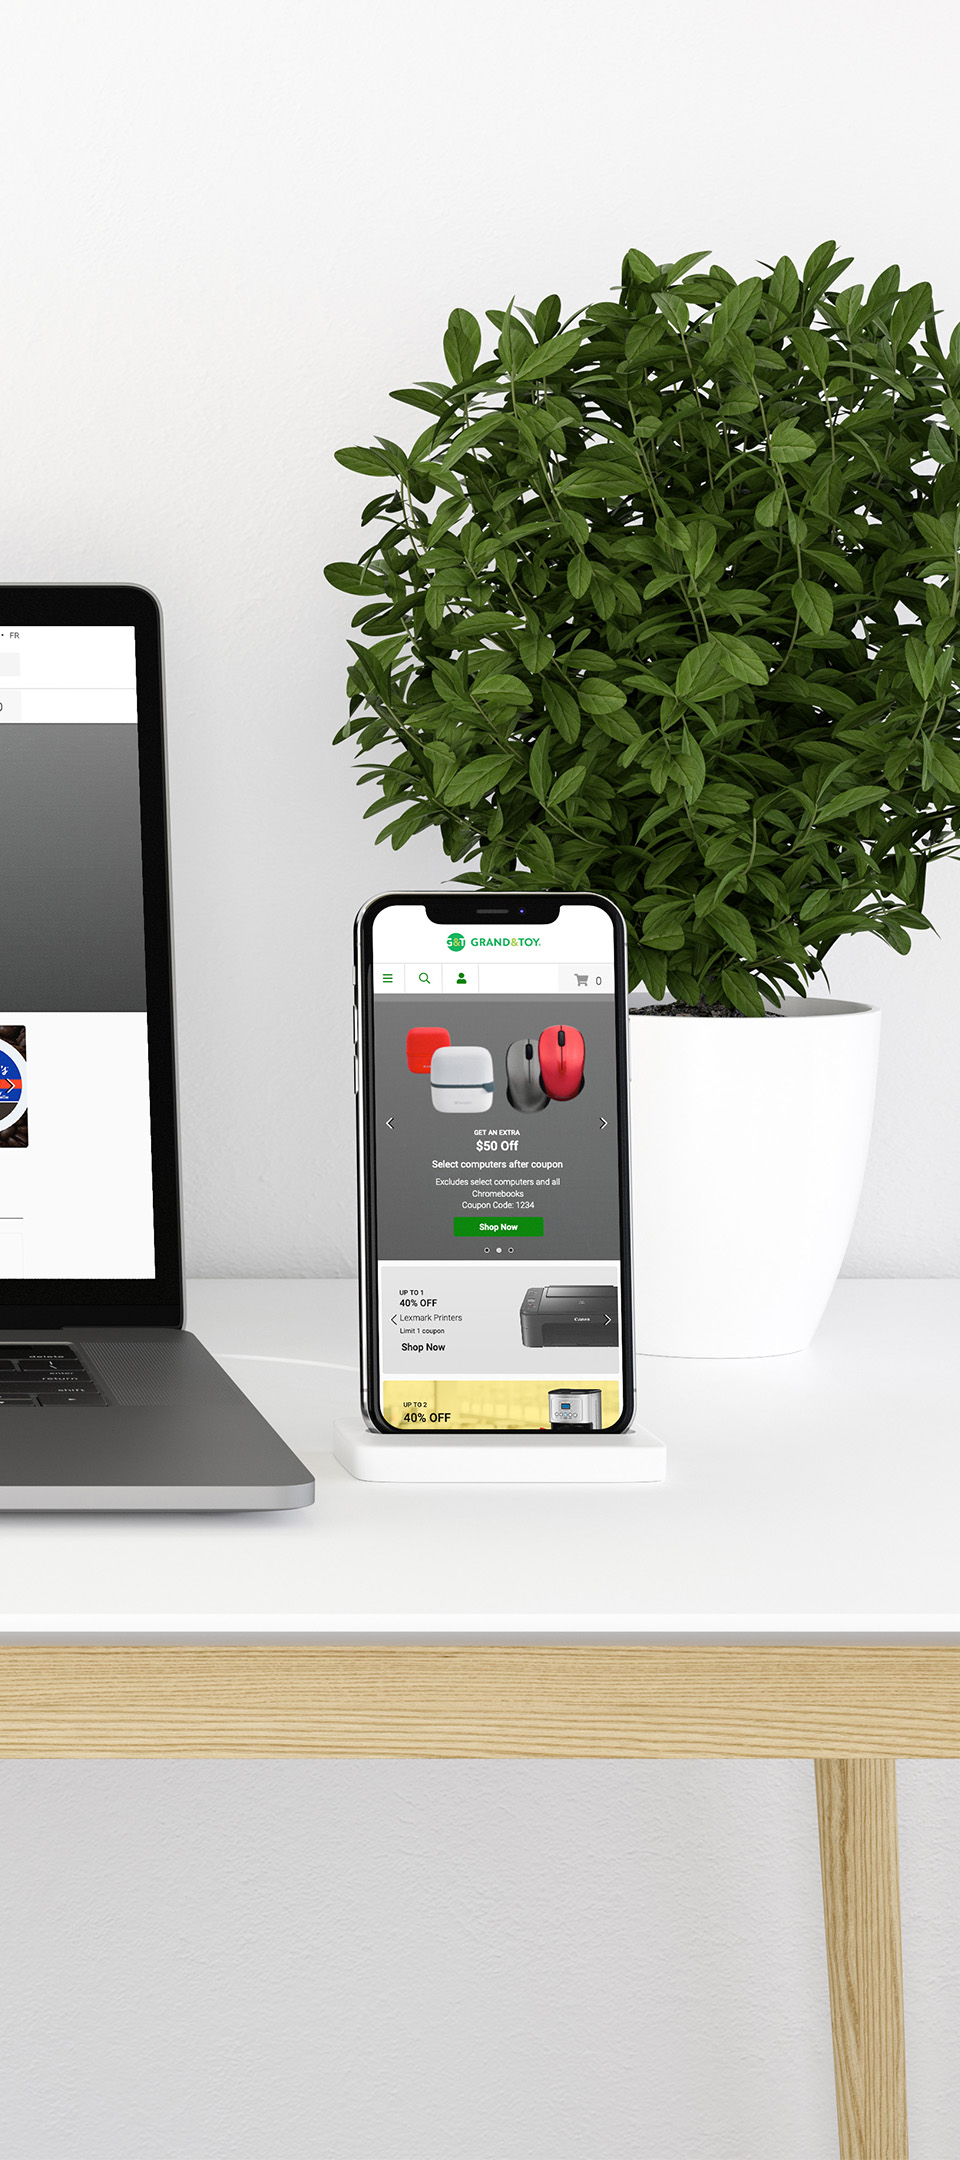 • FR
delete
enter
return
shift
G&T GRAND&TOY.
0
GET AN EXTRA
$50 Off
Select computers after coupon
Excludes select computers and all
Chromebooks
Coupon Code: 1234
Shop Now
UP TO 1
40% OFF
Lexmark Printers
Limit 1 coupon
Shop Now
Canon
UP TO 2
40% OFF